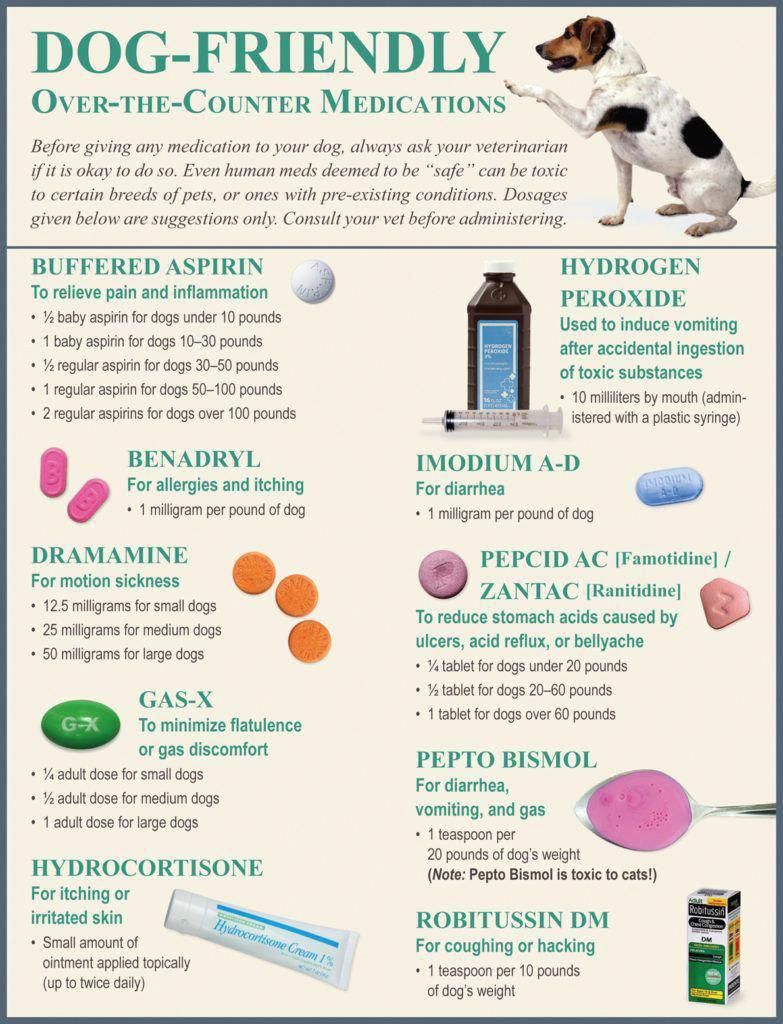 DOG-FRIENDLY
OVER-THE-COUNTER MEDICATIONS
Before giving any medication to your dog, always ask your veterinarian
if it is okay to do so. Even human meds deemed to be “safe” can be toxic
to certain breeds of pets, or ones with pre-existing conditions. Dosages
given below are suggestions only. Consult your vet before administering.
BUFFERED ASPIRIN
To relieve pain and inflammation
• ½ baby aspirin for dogs under 10 pounds
• 1 baby aspirin for dogs 10–30 pounds
• ½ regular aspirin for dogs 30–50 pounds
• 1 regular aspirin for dogs 50–100 pounds
• 2 regular aspirins for dogs over 100 pounds
HYDROGEN
PEROXIDE
Used to induce vomiting
after accidental ingestion
of toxic substances
• 10 milliliters by mouth (admin-
istered with a plastic syringe)
HYDROGEN
PEROXIDE
3%
BENADRYL
For allergies and itching
• 1 milligram per pound of dog
IMODIUM A-D
For diarrhea
• 1 milligram per pound of dog
IMODIUM
A-D
DRAMAMINE
For motion sickness
• 12.5 milligrams for small dogs
• 25 milligrams for medium dogs
• 50 milligrams for large dogs
PEPCID AC [Famotidine] /
ZANTAC [Ranitidine]
To reduce stomach acids caused by
ulcers, acid reflux, or bellyache
• ¼ tablet for dogs under 20 pounds
• ½ tablet for dogs 20–60 pounds
• 1 tablet for dogs over 60 pounds
Z
GAS-X
To minimize flatulence
or gas discomfort
• ¼ adult dose for small dogs
• ½ adult dose for medium dogs
• 1 adult dose for large dogs
G-X
PEPTO BISMOL
For diarrhea,
vomiting, and gas
• 1 teaspoon per
20 pounds of dog’s weight
(Note: Pepto Bismol is toxic to cats!)
HYDROCORTISONE
For itching or
irritated skin
• Small amount of
ointment applied topically
(up to twice daily)
Hydrocortisone Cream 1%
ROBITUSSIN DM
For coughing or hacking
• 1 teaspoon per 10 pounds
of dog’s weight
Adult
Robitussin
Cough &
Chest Congestion
DM